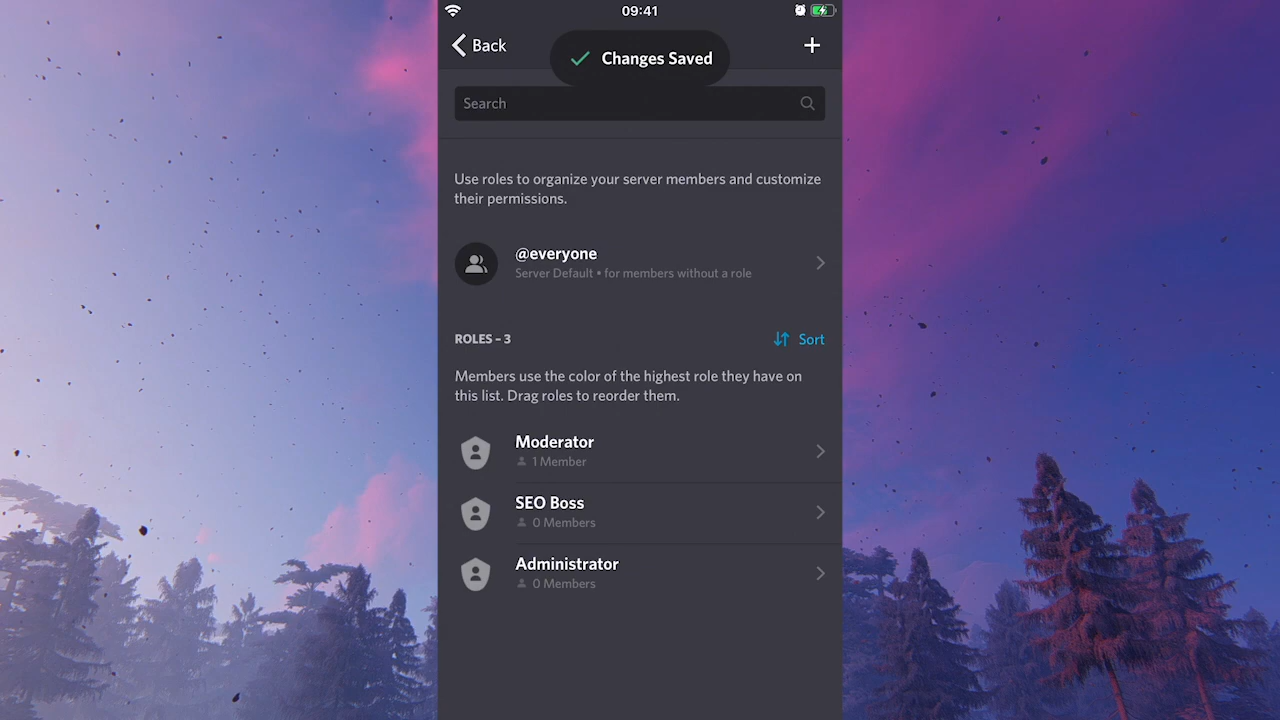 09:41
Back
Changes Saved
Search
Use roles to organize your server members and customize
their permissions.
@everyone
Server Default • for members without a role
ROLES – 3
Sort
Members use the color of the highest role they have on
this list. Drag roles to reorder them.
Moderator
1 Member
SEO Boss
0 Members
Administrator
0 Members